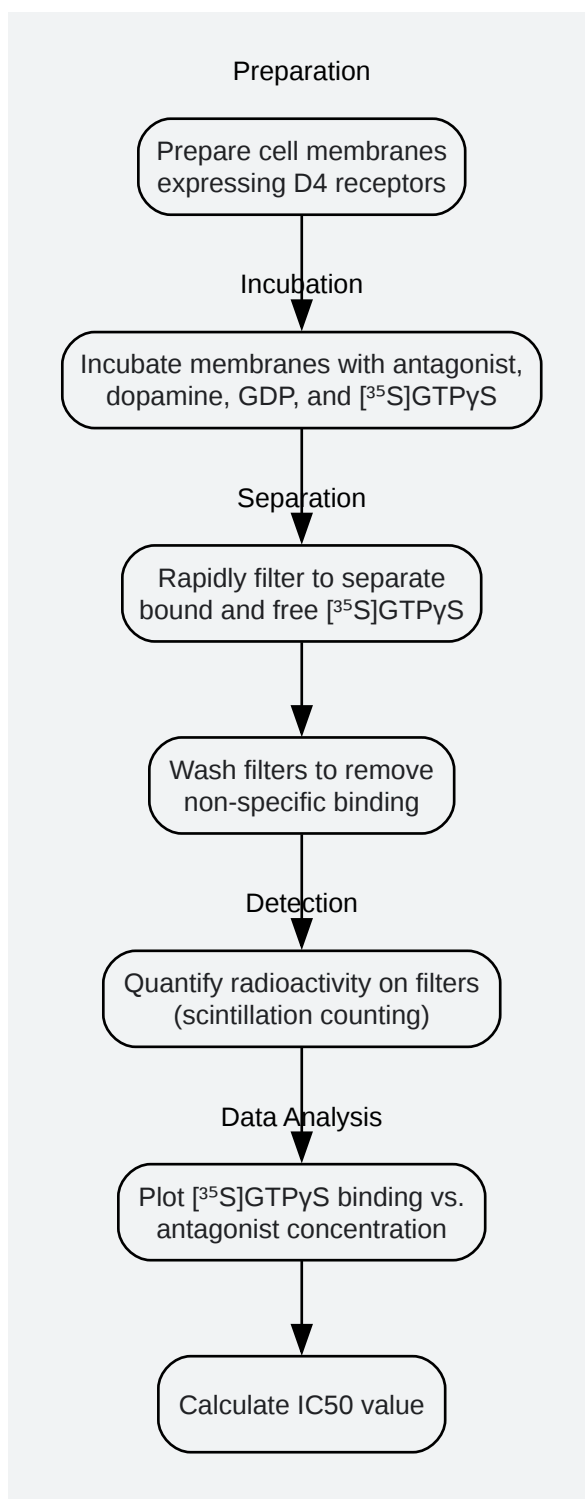 Preparation
Prepare cell membranes
expressing D4 receptors
Incubation
Incubate membranes with antagonist,
dopamine, GDP, and [³⁵S]GTPγS
Separation
Rapidly filter to separate
bound and free [³⁵S]GTPγS
Wash filters to remove
non-specific binding
Detection
Quantify radioactivity on filters
(scintillation counting)
Data Analysis
Plot [³⁵S]GTPγS binding vs.
antagonist concentration
Calculate IC50 value